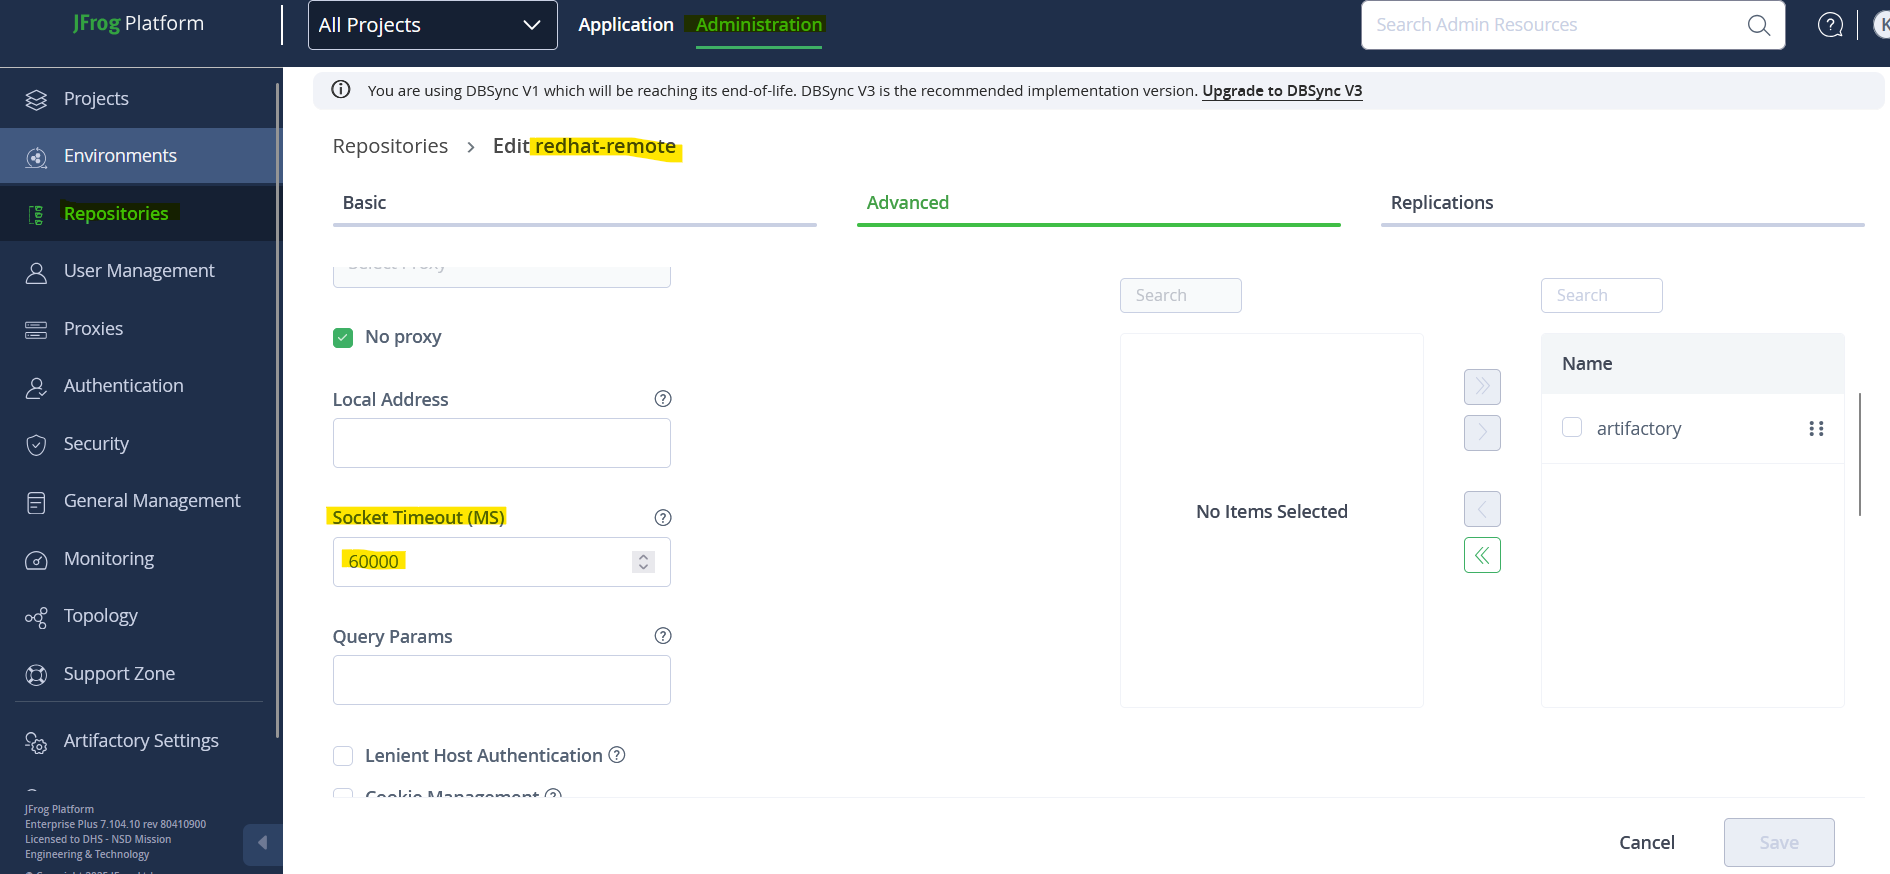 JFrog Platform
All Projects
Application
Administration
Search Admin Resources
K
Projects
Environments
Repositories
User Management
Proxies
Authentication
Security
General Management
Monitoring
Topology
Support Zone
Artifactory Settings
JFrog Platform
Enterprise Plus 7.104.10 rev 80410900
Licensed to DHS - NSD Mission
Engineering & Technology
You are using DBSync V1 which will be reaching its end-of-life. DBSync V3 is the recommended implementation version. Upgrade to DBSync V3
Repositories > Edit redhat-remote
Basic
Advanced
Replications
Select Proxy
No proxy
Local Address
Socket Timeout (MS)
60000
Query Params
Lenient Host Authentication
Cookie Management
Search
No Items Selected
Search
Name
artifactory
Cancel
Save